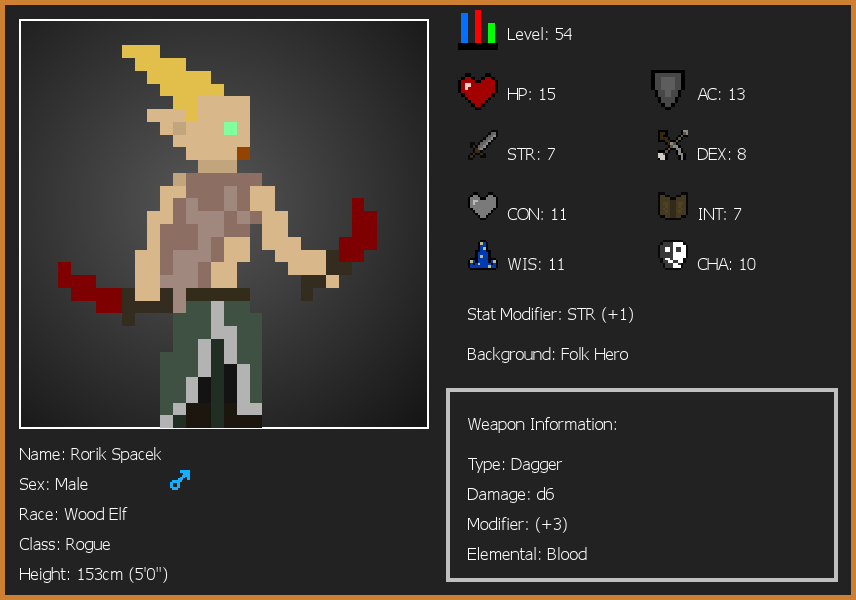 Level: 54
HP: 15
AC: 13
STR: 7
DEX: 8
CON: 11
INT: 7
WIS: 11
CHA: 10
Stat Modifier: STR (+1)
Background: Folk Hero
Weapon Information:
Type: Dagger
Damage: d6
Modifier: (+3)
Elemental: Blood
Name: Rorik Spacek
Sex: Male
Race: Wood Elf
Class: Rogue
Height: 153cm (5'0")